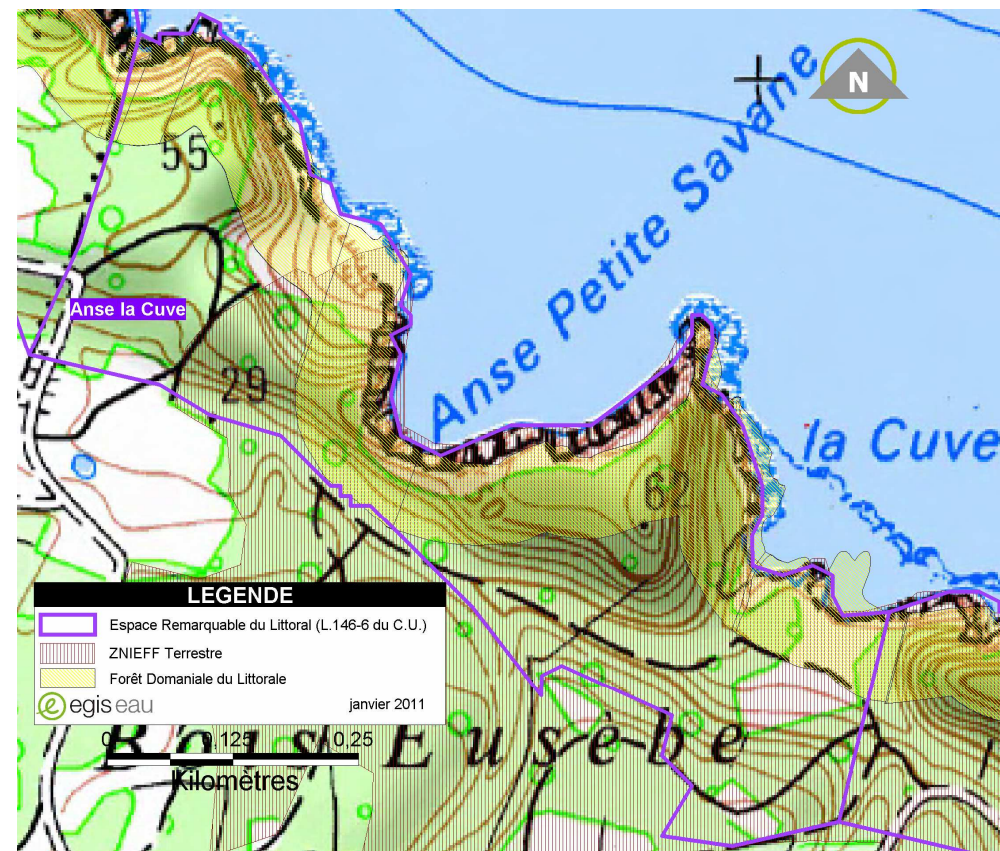 N
Anse Petite Savane
55
Anse la Cuve
29
la Cuve
62
LEGENDE
Espace Remarquable du Littoral (L.146-6 du C.U.)
ZNIEFF Terrestre
Forêt Domaniale du Littorale
egis eau
janvier 2011
0 0,125 0,25
Kilomètres
Bois Eusèbe